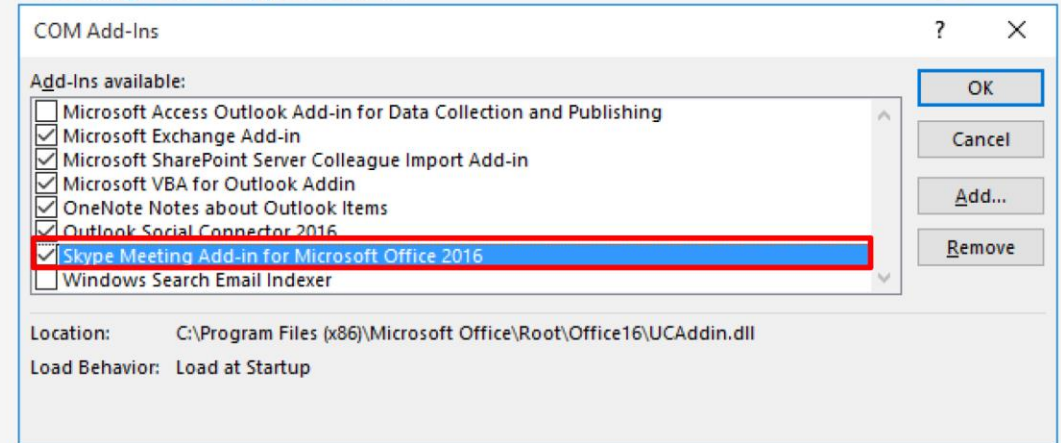 COM Add-Ins
?
Add-Ins available:
OK
Microsoft Access Outlook Add-in for Data Collection and Publishing
Microsoft Exchange Add-in
Cancel
Microsoft SharePoint Server Colleague Import Add-in
Microsoft VBA for Outlook Addin
Add...
OneNote Notes about Outlook Items
Outlook Social Connector 2016
Skype Meeting Add-in for Microsoft Office 2016
Remove
Windows Search Email Indexer
Location: C:\Program Files (x86)\Microsoft Office\Root\Office16\UCAddin.dll
Load Behavior: Load at Startup